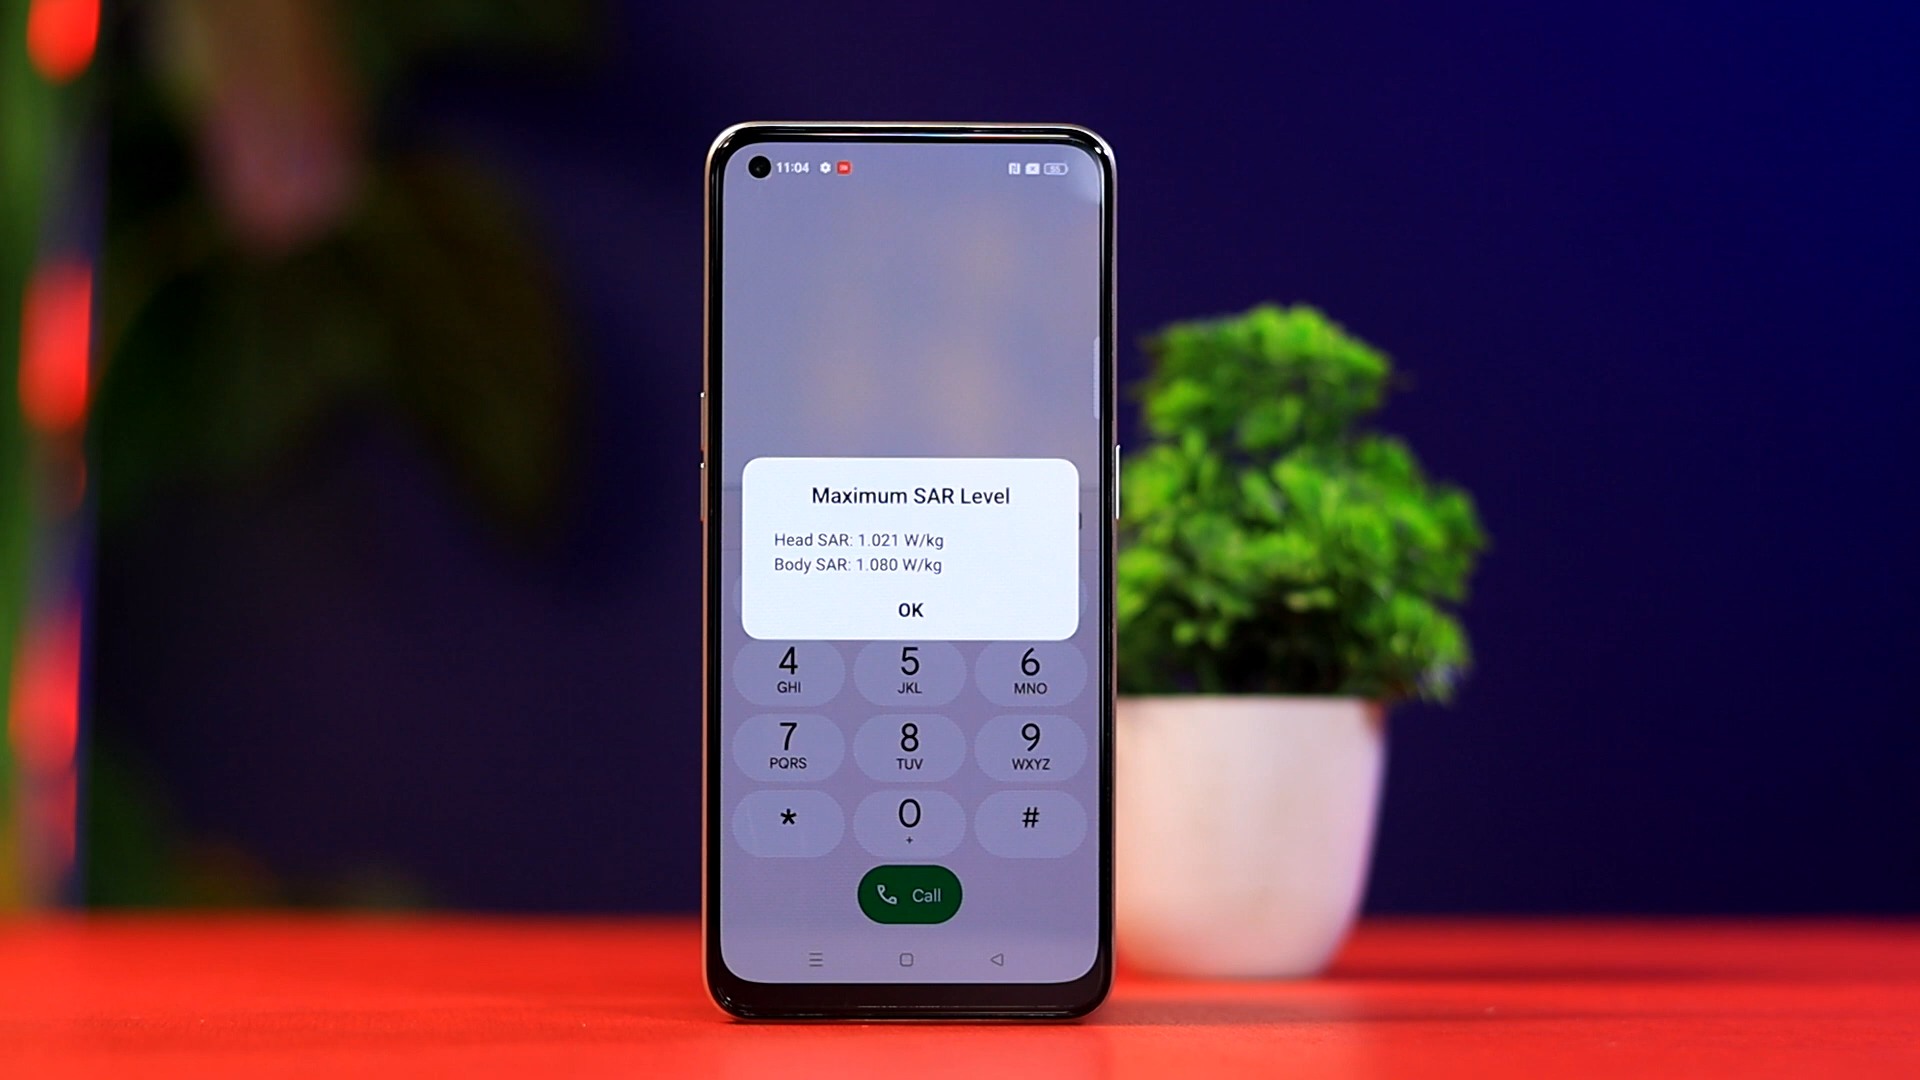 11:04
55
Maximum SAR Level
Head SAR: 1.021 W/kg
Body SAR: 1.080 W/kg
OK
4 5 6
GHI JKL MNO
7 8 9
PQRS TUV WXYZ
* 0 #
+
Call